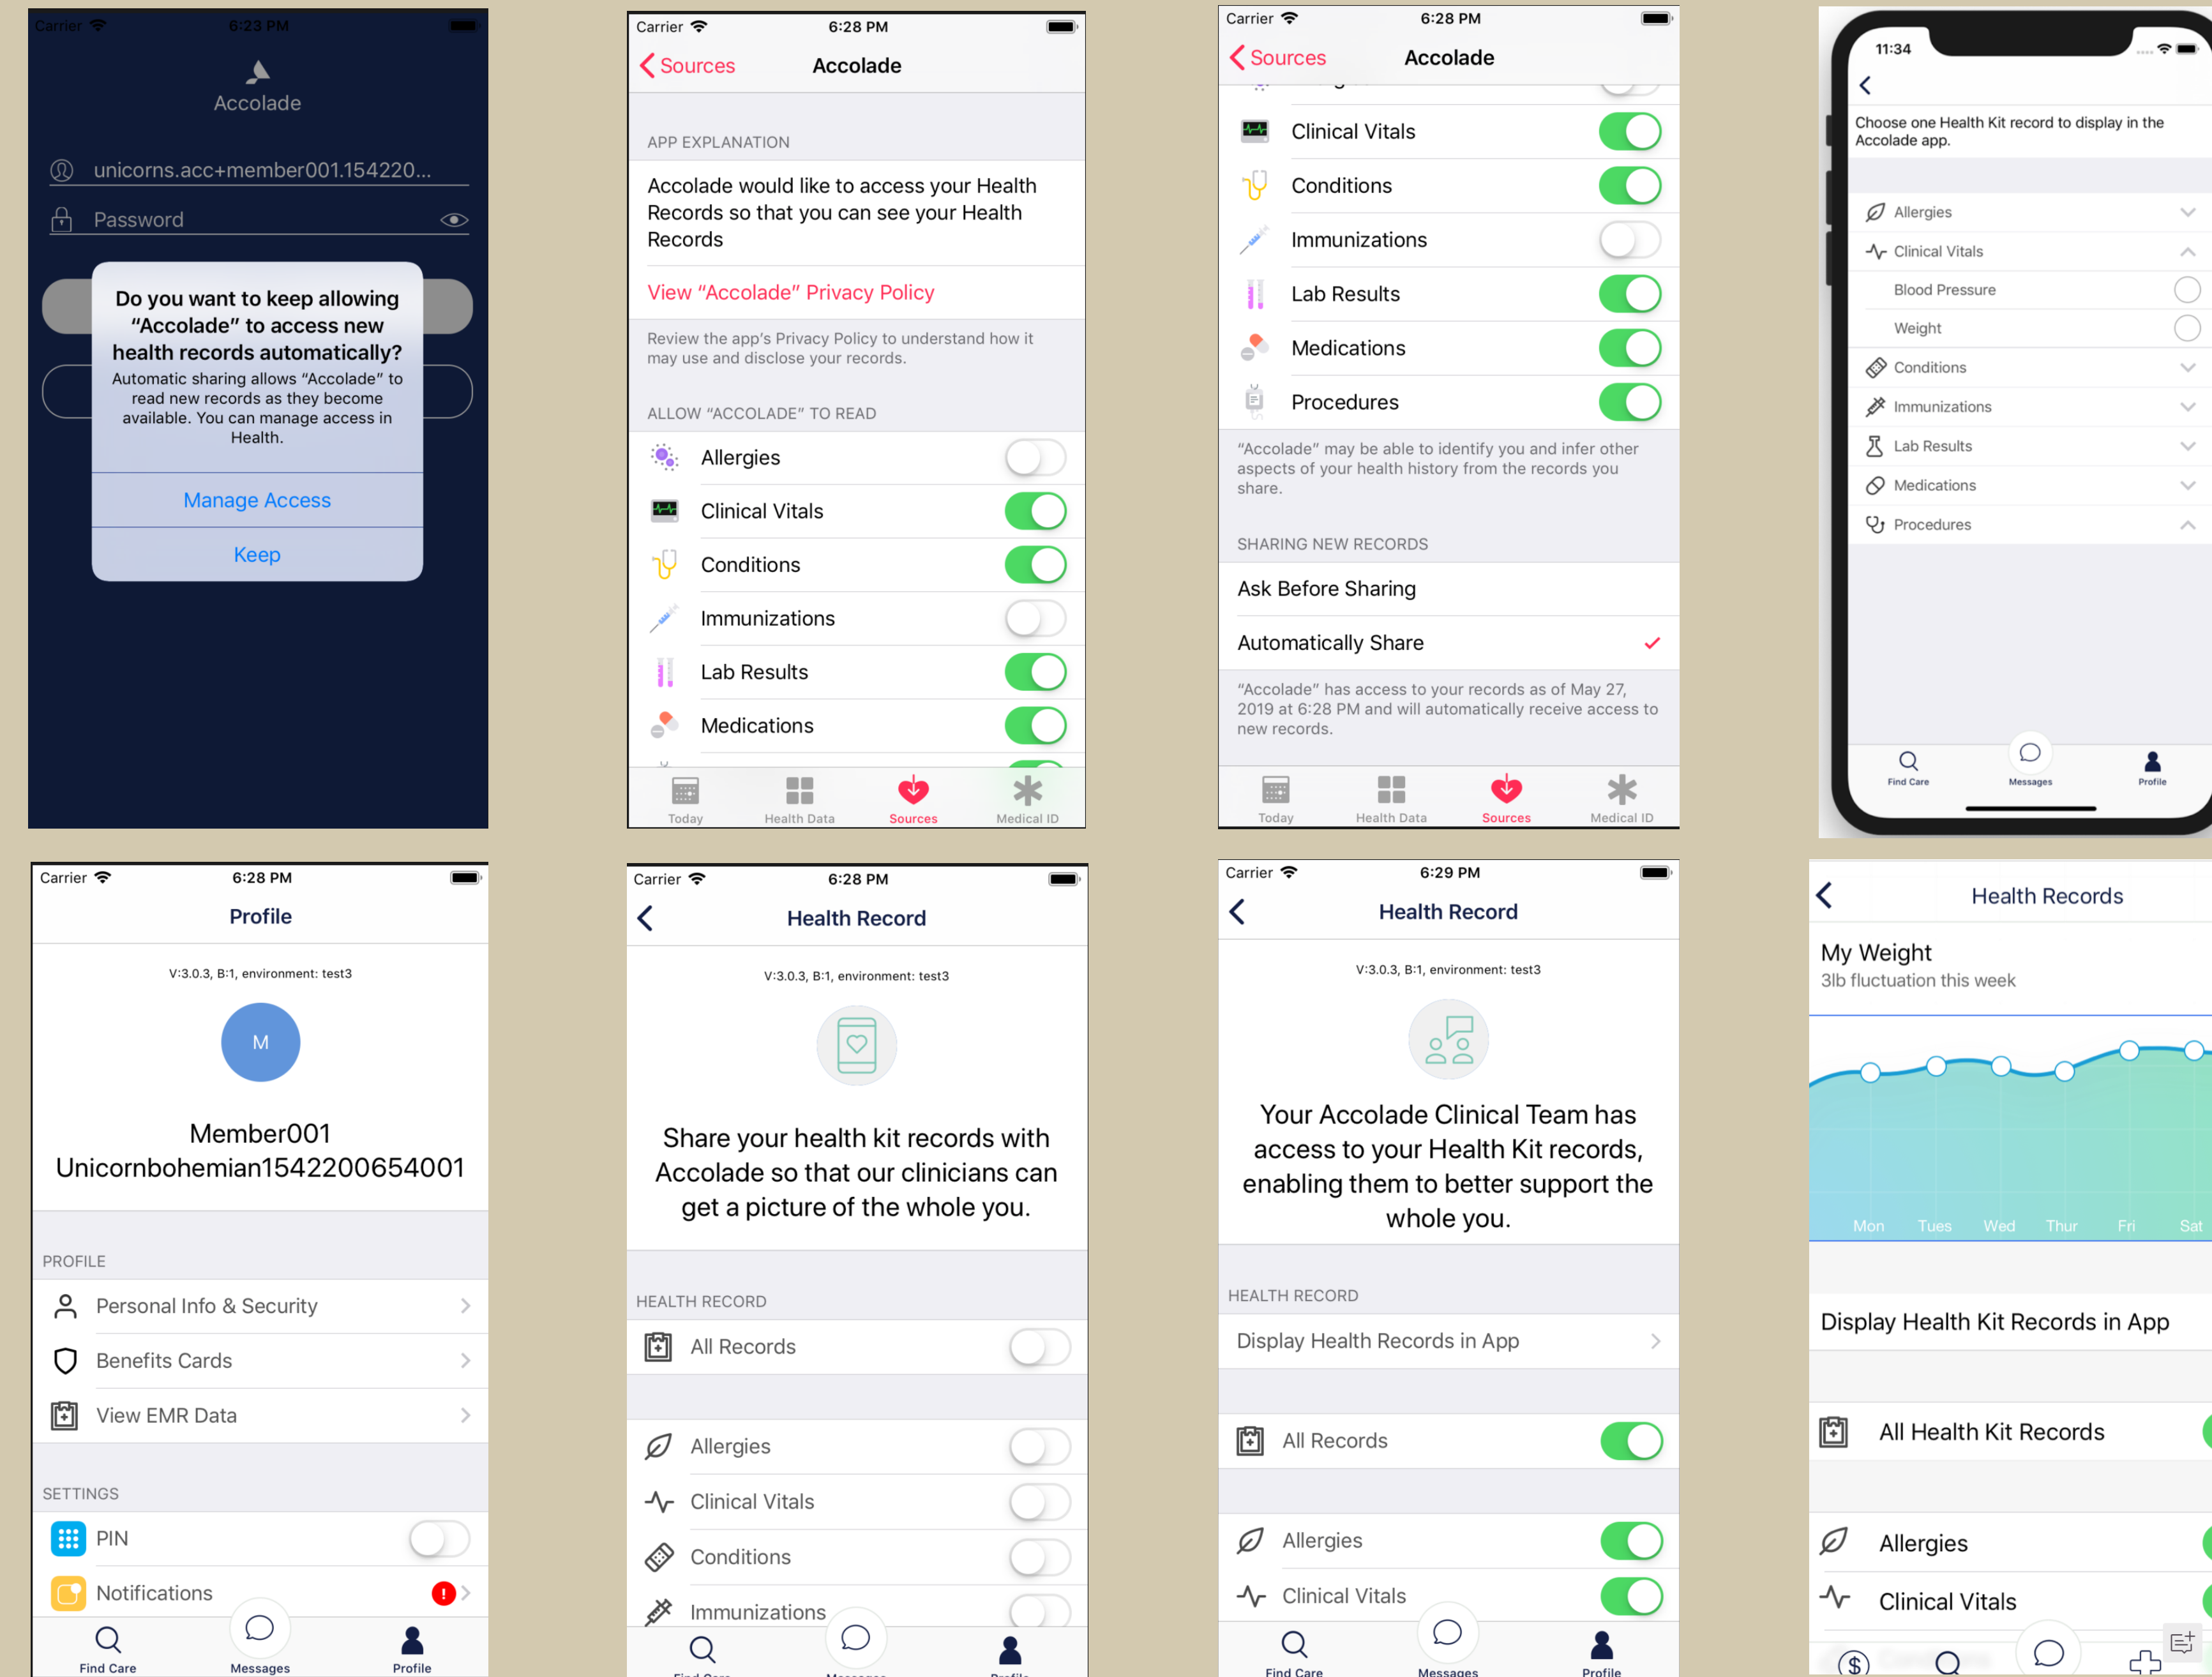 Carrier 6:23 PM
Accolade
unicorns.acc+member001.154220...
Password
Do you want to keep allowing
“Accolade” to access new
health records automatically?
Automatic sharing allows “Accolade” to
read new records as they become
available. You can manage access in
Health.
Manage Access
Keep
Carrier 6:28 PM
Sources Accolade
APP EXPLANATION
Accolade would like to access your Health
Records so that you can see your Health
Records
View “Accolade” Privacy Policy
Review the app's Privacy Policy to understand how it
may use and disclose your records.
ALLOW “ACCOLADE” TO READ
Allergies
Clinical Vitals
Conditions
Immunizations
Lab Results
Medications
Today Health Data Sources Medical ID
Carrier 6:28 PM
Sources Accolade
Clinical Vitals
Conditions
Immunizations
Lab Results
Medications
Procedures
“Accolade” may be able to identify you and infer other
aspects of your health history from the records you
share.
SHARING NEW RECORDS
Ask Before Sharing
Automatically Share
“Accolade” has access to your records as of May 27,
2019 at 6:28 PM and will automatically receive access to
new records.
Today Health Data Sources Medical ID
11:34
Choose one Health Kit record to display in the
Accolade app.
Allergies
Clinical Vitals
Blood Pressure
Weight
Conditions
Immunizations
Lab Results
Medications
Procedures
Find Care Messages Profile
Carrier 6:28 PM
Profile
V:3.0.3, B:1, environment: test3
M
Member001
Unicornbohemian1542200654001
PROFILE
Personal Info & Security
Benefits Cards
View EMR Data
SETTINGS
PIN
Notifications !
Find Care Messages Profile
Carrier 6:28 PM
Health Record
V:3.0.3, B:1, environment: test3
Share your health kit records with
Accolade so that our clinicians can
get a picture of the whole you.
HEALTH RECORD
All Records
Allergies
Clinical Vitals
Conditions
Immunizations
Find Care Messages Profile
Carrier 6:29 PM
Health Record
V:3.0.3, B:1, environment: test3
Your Accolade Clinical Team has
access to your Health Kit records,
enabling them to better support the
whole you.
HEALTH RECORD
Display Health Records in App
All Records
Allergies
Clinical Vitals
Find Care Messages Profile
Health Records
My Weight
3lb fluctuation this week
Mon Tues Wed Thur Fri Sat
Display Health Kit Records in App
All Health Kit Records
Allergies
Clinical Vitals
$